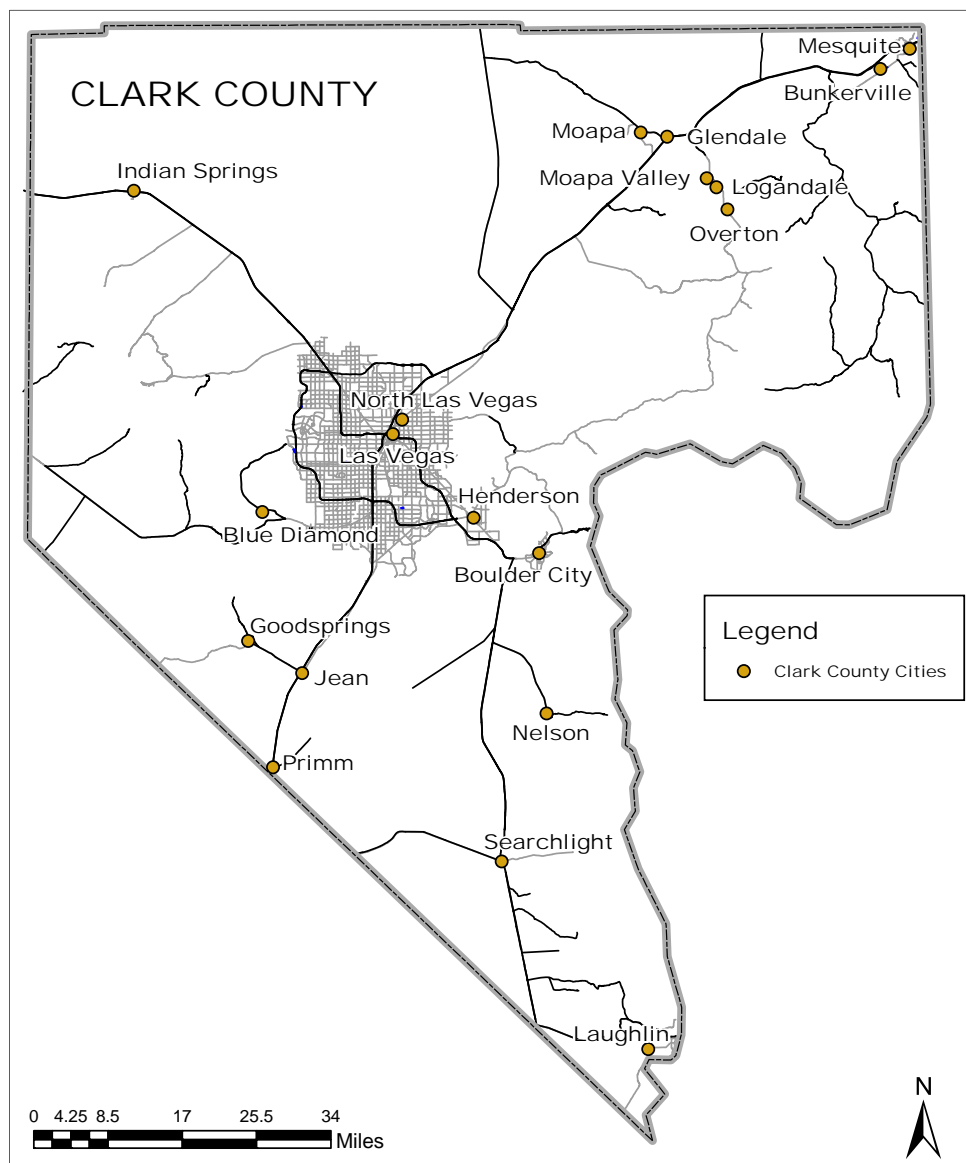 CLARK COUNTY
Mesquite
Bunkerville
Moapa
Glendale
Indian Springs
Moapa Valley
Logandale
Overton
North Las Vegas
Las Vegas
Henderson
Blue Diamond
Boulder City
Legend
Clark County Cities
Goodsprings
Jean
Nelson
Primm
Searchlight
Laughlin
N
0 4.25 8.5 17 25.5 34
Miles